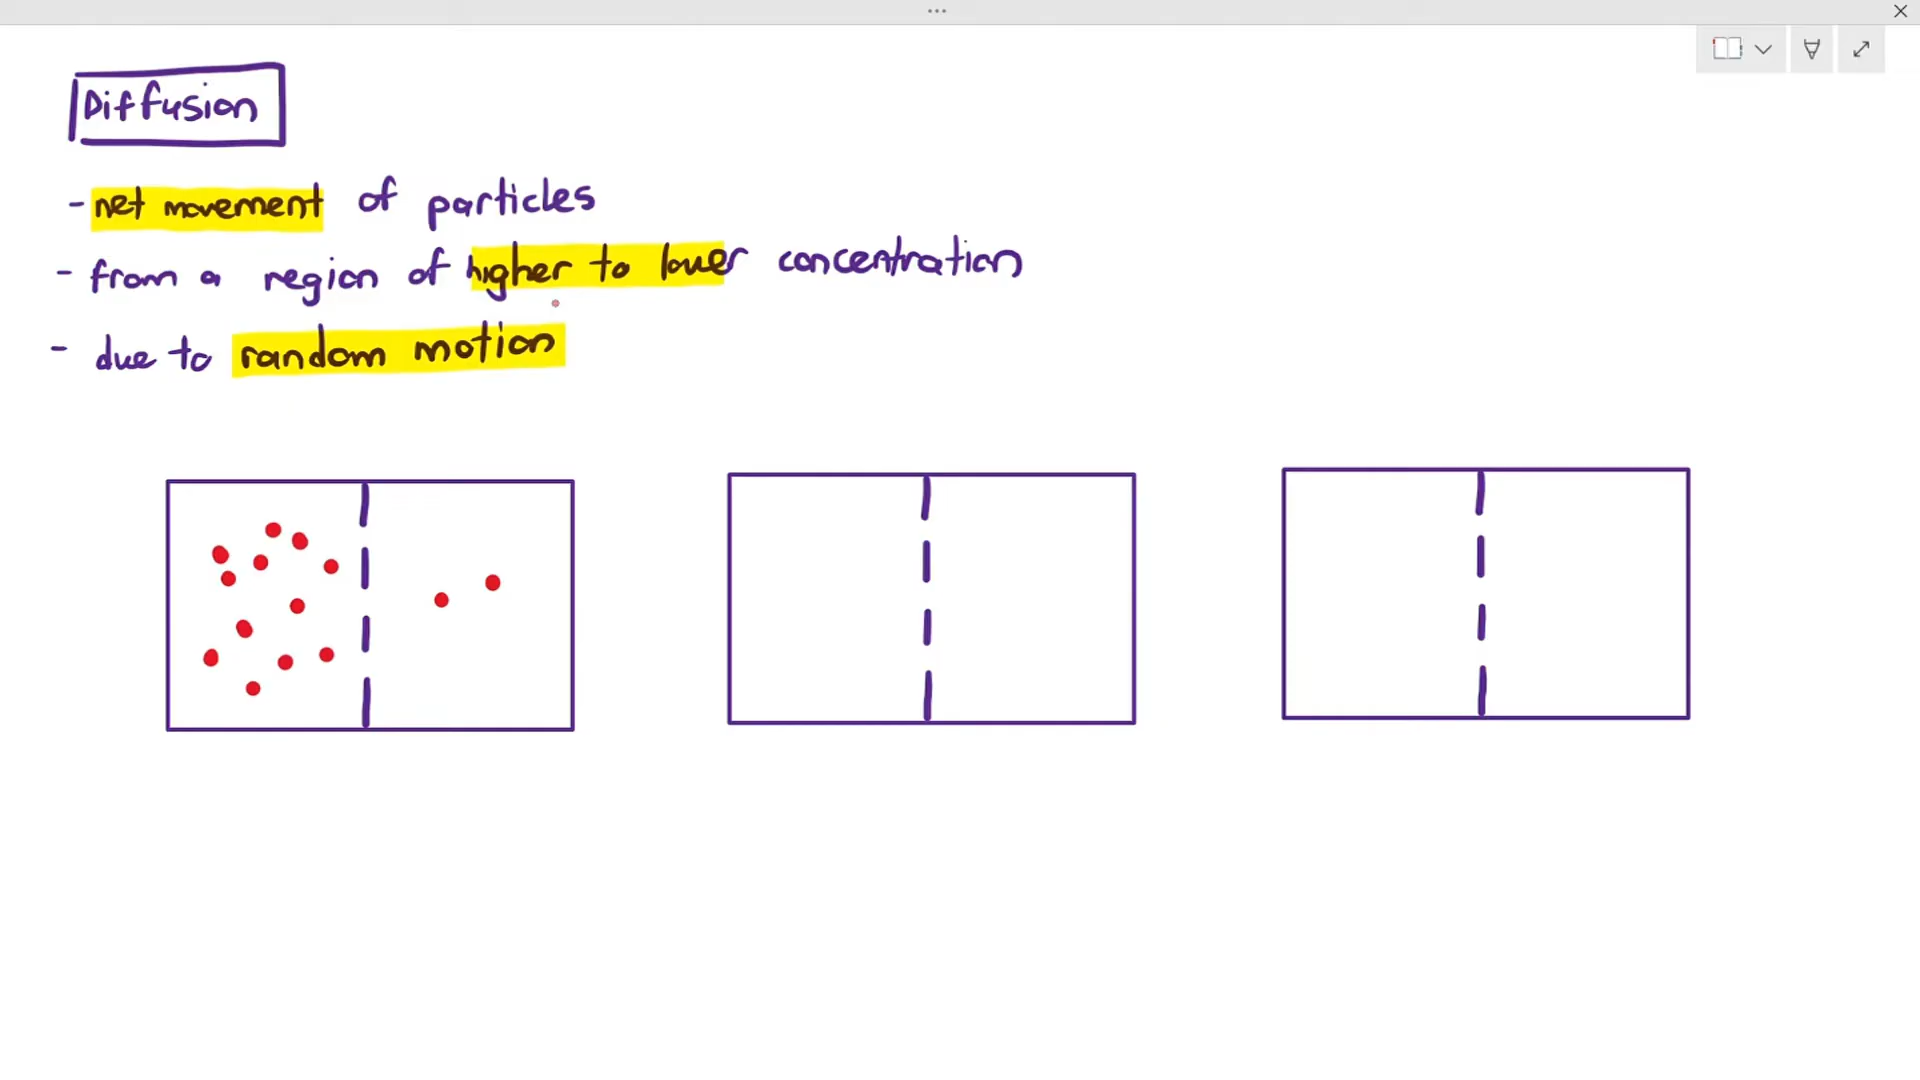 Diffusion
- net movement of particles
- from a region of higher to lower concentration
- due to random motion